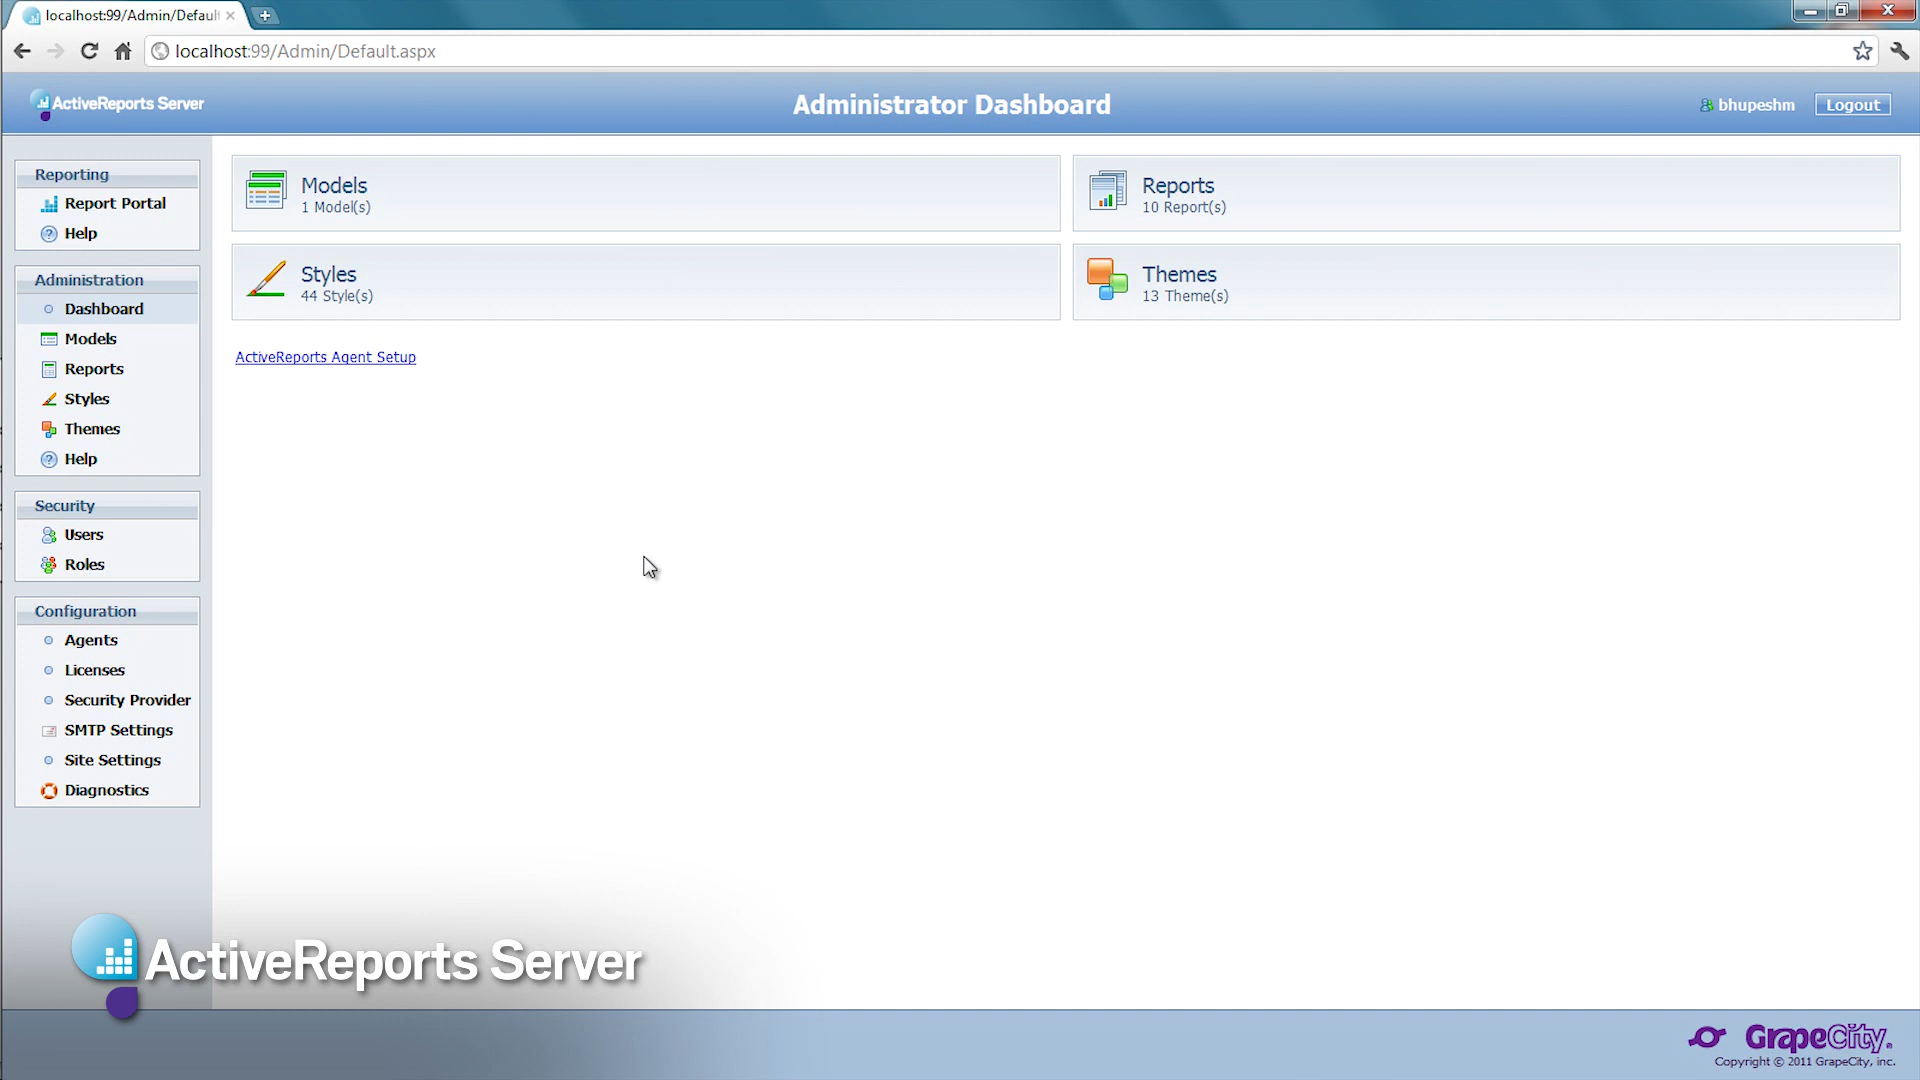 localhost:99/Admin/Defaul
localhost:99/Admin/Default.aspx
ActiveReports Server
Administrator Dashboard
bhupeshm
Logout
Reporting
Report Portal
Help
Administration
Dashboard
Models
Reports
Styles
Themes
Help
Security
Users
Roles
Configuration
Agents
Licenses
Security Provider
SMTP Settings
Site Settings
Diagnostics
Models
1 Model(s)
Reports
10 Report(s)
Styles
44 Style(s)
Themes
13 Theme(s)
ActiveReports Agent Setup
ActiveReports Server
GrapeCity.
Copyright © 2011 GrapeCity, inc.